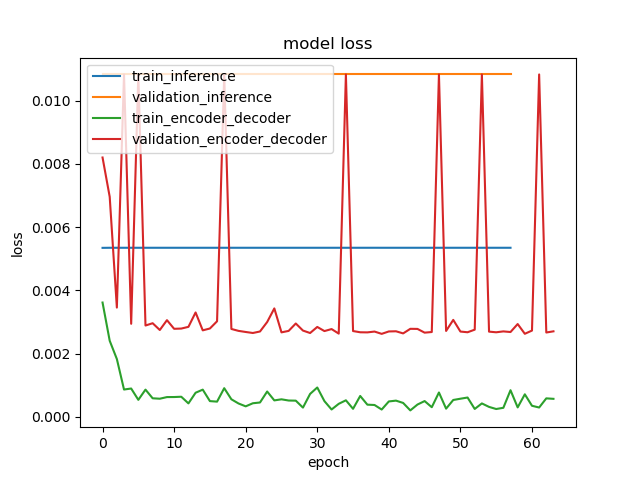 model loss
train_inference
validation_inference
train_encoder_decoder
validation_encoder_decoder
loss
0.010
0.008
0.006
0.004
0.002
0.000
0 10 20 30 40 50 60
epoch